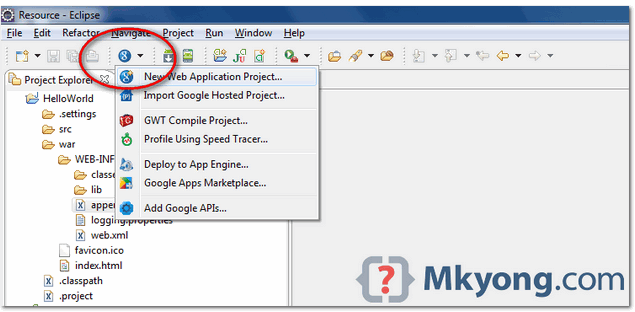 Resource - Eclipse
File Edit Refactor Navigate Project Run Window Help
Project Explorer
New Web Application Project...
Import Google Hosted Project...
GWT Compile Project...
Profile Using Speed Tracer...
Deploy to App Engine...
Google Apps Marketplace...
Add Google APIs...
HelloWorld
.settings
src
war
WEB-INF
classe
lib
appen
logging.properties
web.xml
favicon.ico
index.html
.classpath
.project
{?} Mkyong.com